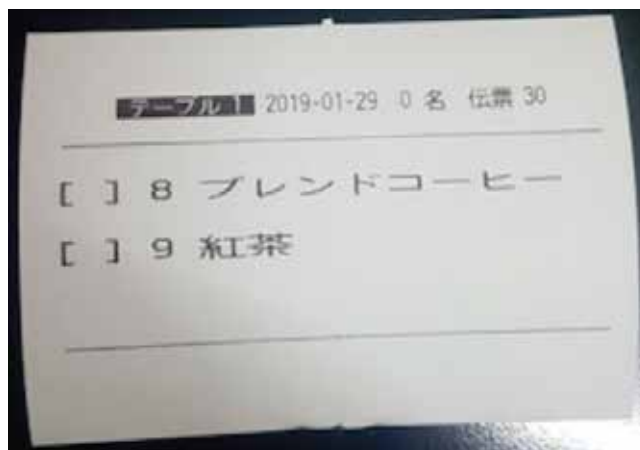 テーブル 1 2019-01-29 0 名 伝票 30
[ ] 8 ブレンドコーヒー
[ ] 9 紅茶